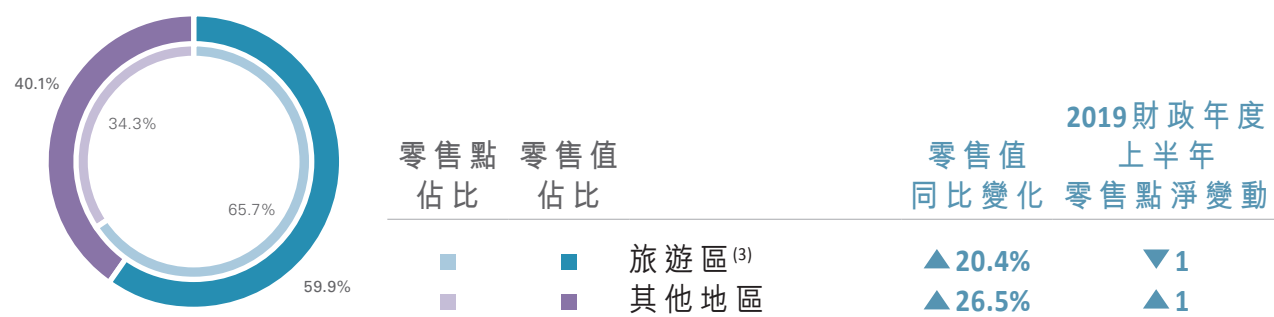 40.1%
34.3%
65.7%
59.9%
零售點
佔比
零售值
佔比
零售值
同比變化
2019財政年度
上半年
零售點淨變動
旅遊區(3) ▲20.4% ▼1
其他地區 ▲26.5% ▲1